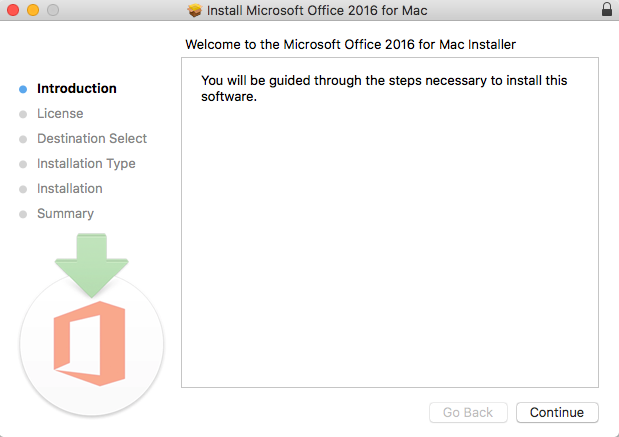 Install Microsoft Office 2016 for Mac
Welcome to the Microsoft Office 2016 for Mac Installer
Introduction
License
Destination Select
Installation Type
Installation
Summary
You will be guided through the steps necessary to install this
software.
Go Back
Continue